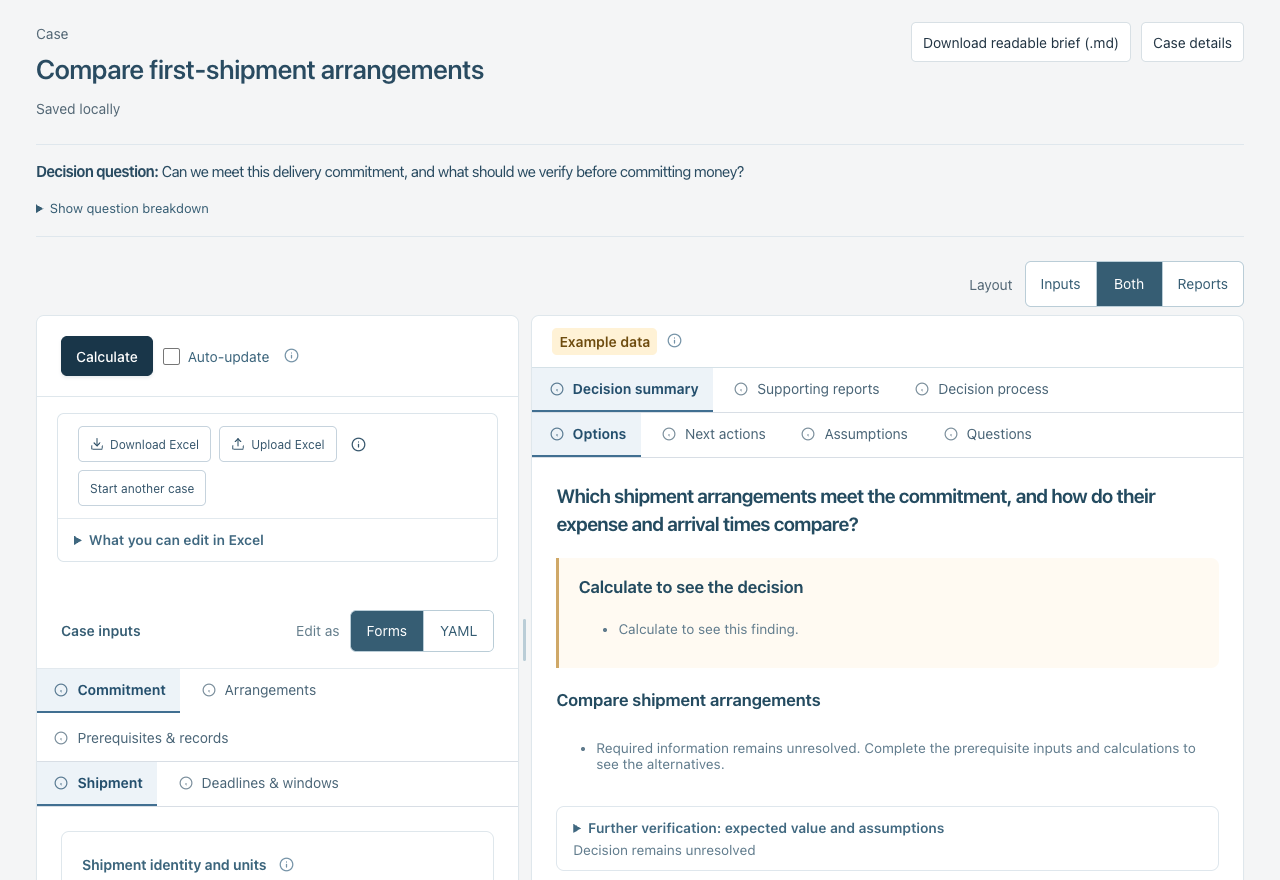 Case
Compare first-shipment arrangements
Saved locally
Download readable brief (.md)
Case details
Decision question: Can we meet this delivery commitment, and what should we verify before committing money?
Show question breakdown
Layout
Inputs
Both
Reports
Calculate
Auto-update
Download Excel
Upload Excel
Start another case
What you can edit in Excel
Case inputs
Edit as
Forms
YAML
Commitment
Arrangements
Prerequisites & records
Shipment
Deadlines & windows
Shipment identity and units
Example data
Decision summary
Supporting reports
Decision process
Options
Next actions
Assumptions
Questions
Which shipment arrangements meet the commitment, and how do their
expense and arrival times compare?
Calculate to see the decision
Calculate to see this finding.
Compare shipment arrangements
Required information remains unresolved. Complete the prerequisite inputs and calculations to
see the alternatives.
Further verification: expected value and assumptions
Decision remains unresolved